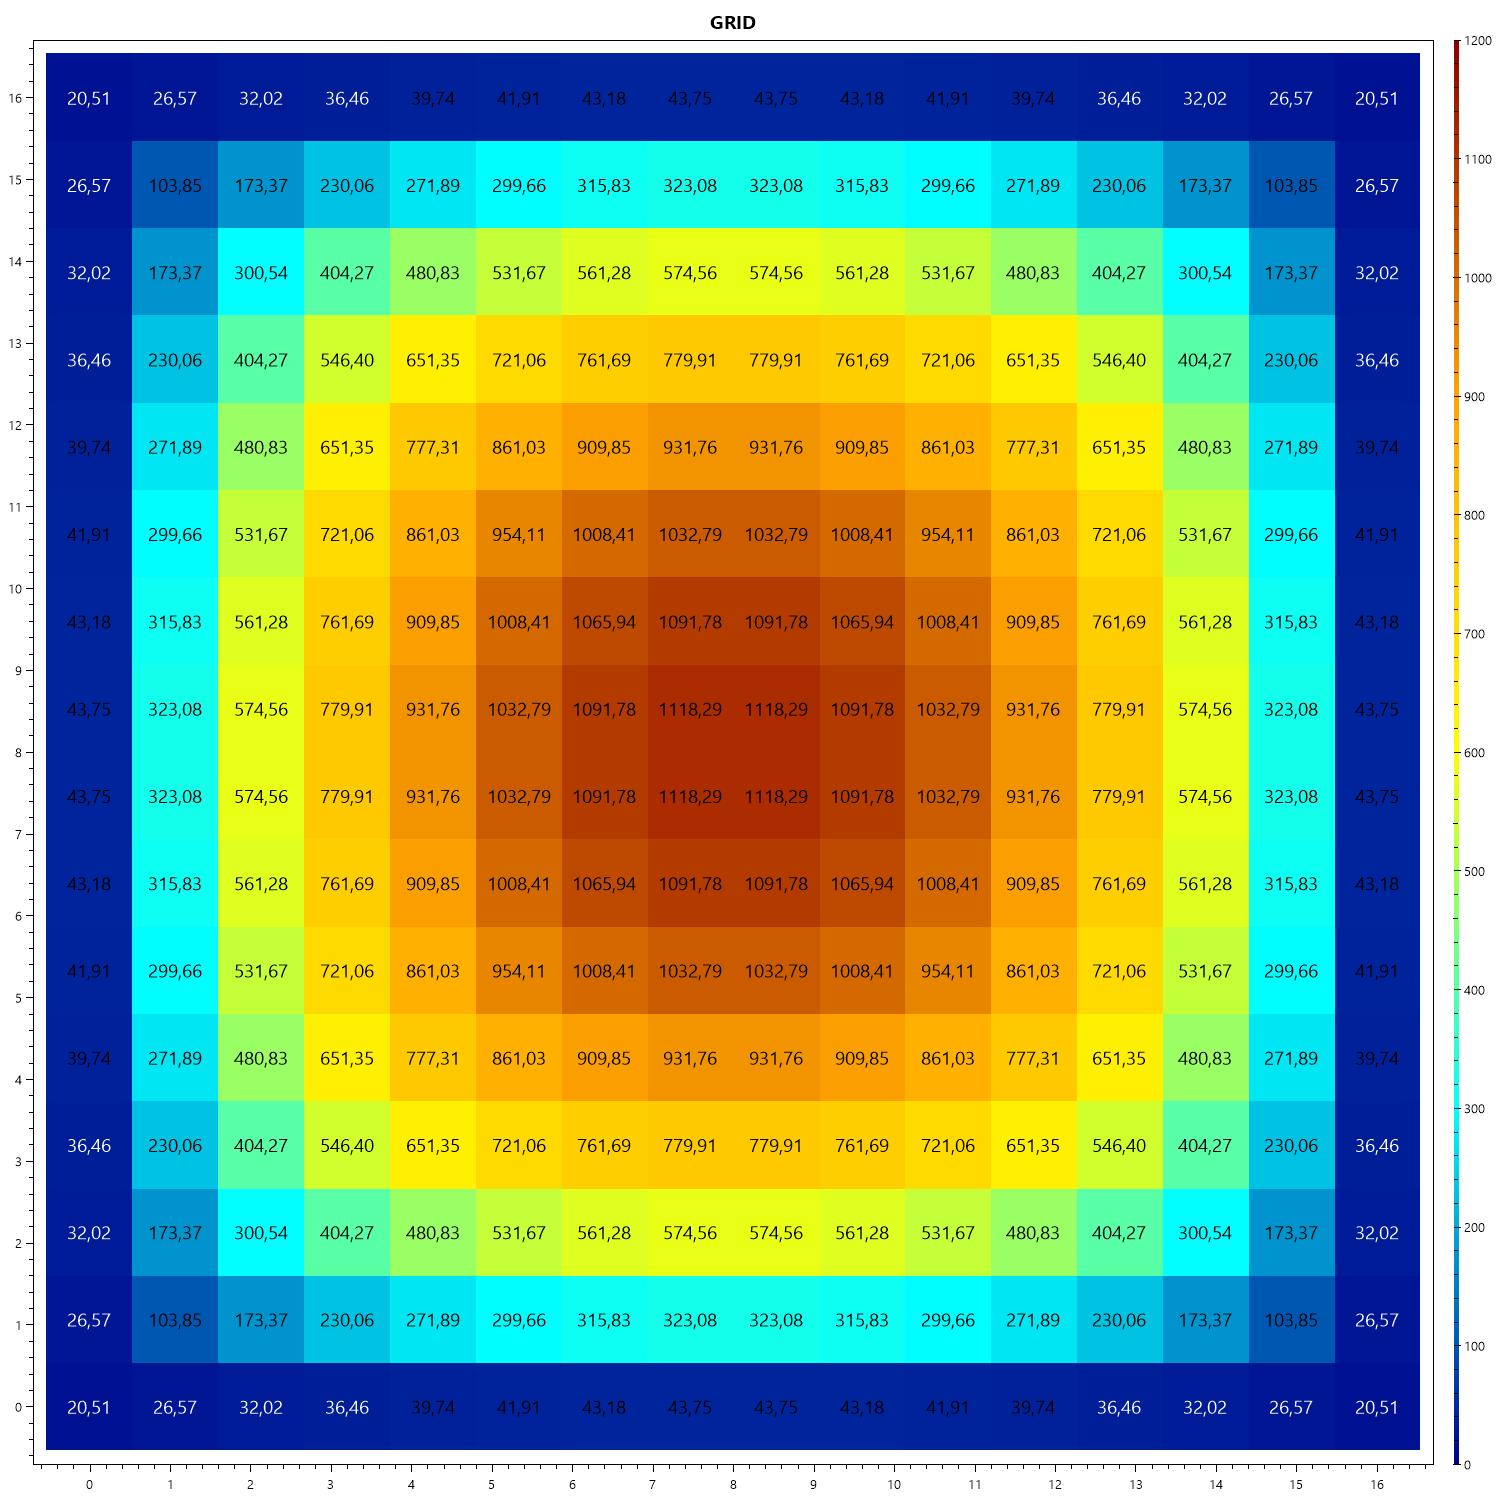 GRID
1200
16 20,51 26,57 32,02 36,46 39,74 41,91 43,18 43,75 43,75 43,18 41,91 39,74 36,46 32,02 26,57 20,51
1100
15 26,57 103,85 173,37 230,06 271,89 299,66 315,83 323,08 323,08 315,83 299,66 271,89 230,06 173,37 103,85 26,57
14 32,02 173,37 300,54 404,27 480,83 531,67 561,28 574,56 574,56 561,28 531,67 480,83 404,27 300,54 173,37 32,02
1000
13 36,46 230,06 404,27 546,40 651,35 721,06 761,69 779,91 779,91 761,69 721,06 651,35 546,40 404,27 230,06 36,46
900
12 39,74 271,89 480,83 651,35 777,31 861,03 909,85 931,76 931,76 909,85 861,03 777,31 651,35 480,83 271,89 39,74
11 41,91 299,66 531,67 721,06 861,03 954,11 1008,41 1032,79 1032,79 1008,41 954,11 861,03 721,06 531,67 299,66 41,91
800
10 43,18 315,83 561,28 761,69 909,85 1008,41 1065,94 1091,78 1091,78 1065,94 1008,41 909,85 761,69 561,28 315,83 43,18
700
9 43,75 323,08 574,56 779,91 931,76 1032,79 1091,78 1118,29 1118,29 1091,78 1032,79 931,76 779,91 574,56 323,08 43,75
600
8
7 43,75 323,08 574,56 779,91 931,76 1032,79 1091,78 1118,29 1118,29 1091,78 1032,79 931,76 779,91 574,56 323,08 43,75
500
6 43,18 315,83 561,28 761,69 909,85 1008,41 1065,94 1091,78 1091,78 1065,94 1008,41 909,85 761,69 561,28 315,83 43,18
5 41,91 299,66 531,67 721,06 861,03 954,11 1008,41 1032,79 1032,79 1008,41 954,11 861,03 721,06 531,67 299,66 41,91
400
4 39,74 271,89 480,83 651,35 777,31 861,03 909,85 931,76 931,76 909,85 861,03 777,31 651,35 480,83 271,89 39,74
300
3 36,46 230,06 404,27 546,40 651,35 721,06 761,69 779,91 779,91 761,69 721,06 651,35 546,40 404,27 230,06 36,46
200
2 32,02 173,37 300,54 404,27 480,83 531,67 561,28 574,56 574,56 561,28 531,67 480,83 404,27 300,54 173,37 32,02
1 26,57 103,85 173,37 230,06 271,89 299,66 315,83 323,08 323,08 315,83 299,66 271,89 230,06 173,37 103,85 26,57
100
0 20,51 26,57 32,02 36,46 39,74 41,91 43,18 43,75 43,75 43,18 41,91 39,74 36,46 32,02 26,57 20,51
0
0 1 2 3 4 5 6 7 8 9 10 11 12 13 14 15 16